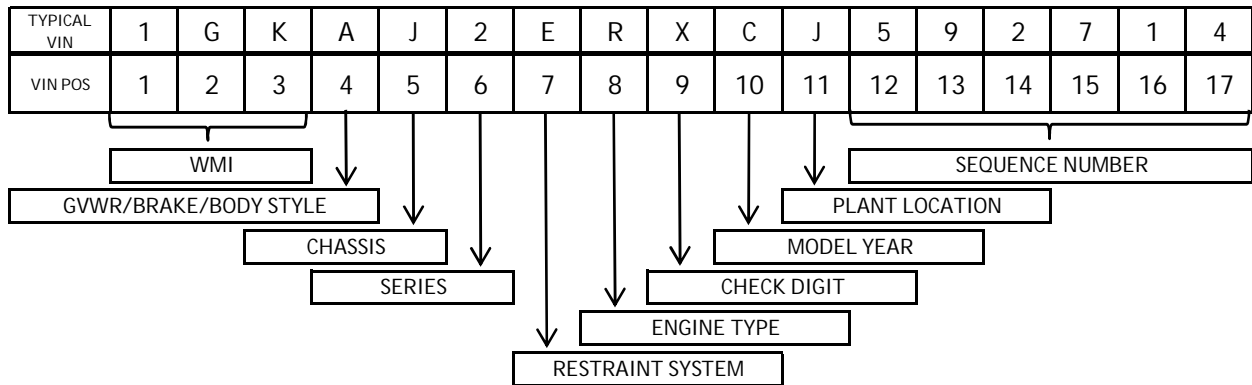 TYPICAL VIN 1 G K A J 2 E R X C J 5 9 2 7 1 4
VIN POS 1 2 3 4 5 6 7 8 9 10 11 12 13 14 15 16 17
WMI SEQUENCE NUMBER
GVWR/BRAKE/BODY STYLE PLANT LOCATION
CHASSIS MODEL YEAR
SERIES CHECK DIGIT
ENGINE TYPE
RESTRAINT SYSTEM